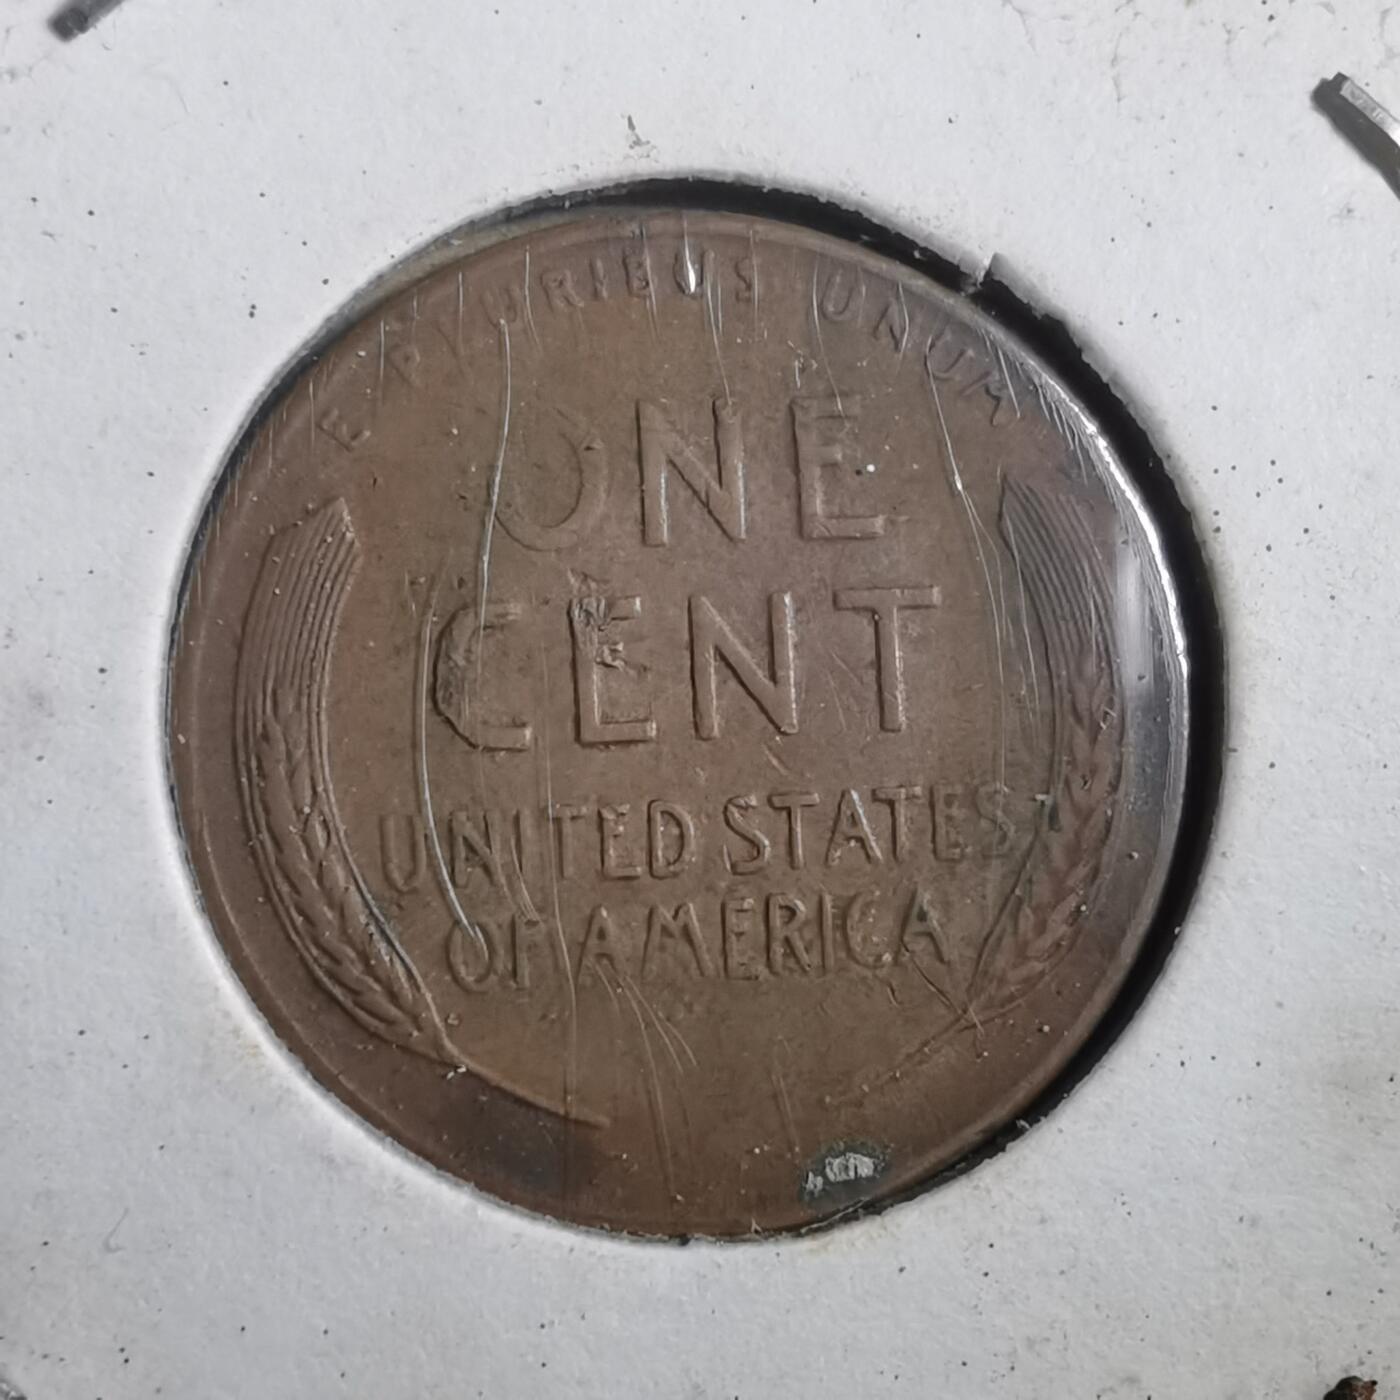 E PLURIBUS UNUM
ONE
CENT
UNITED STATES
OF AMERICA